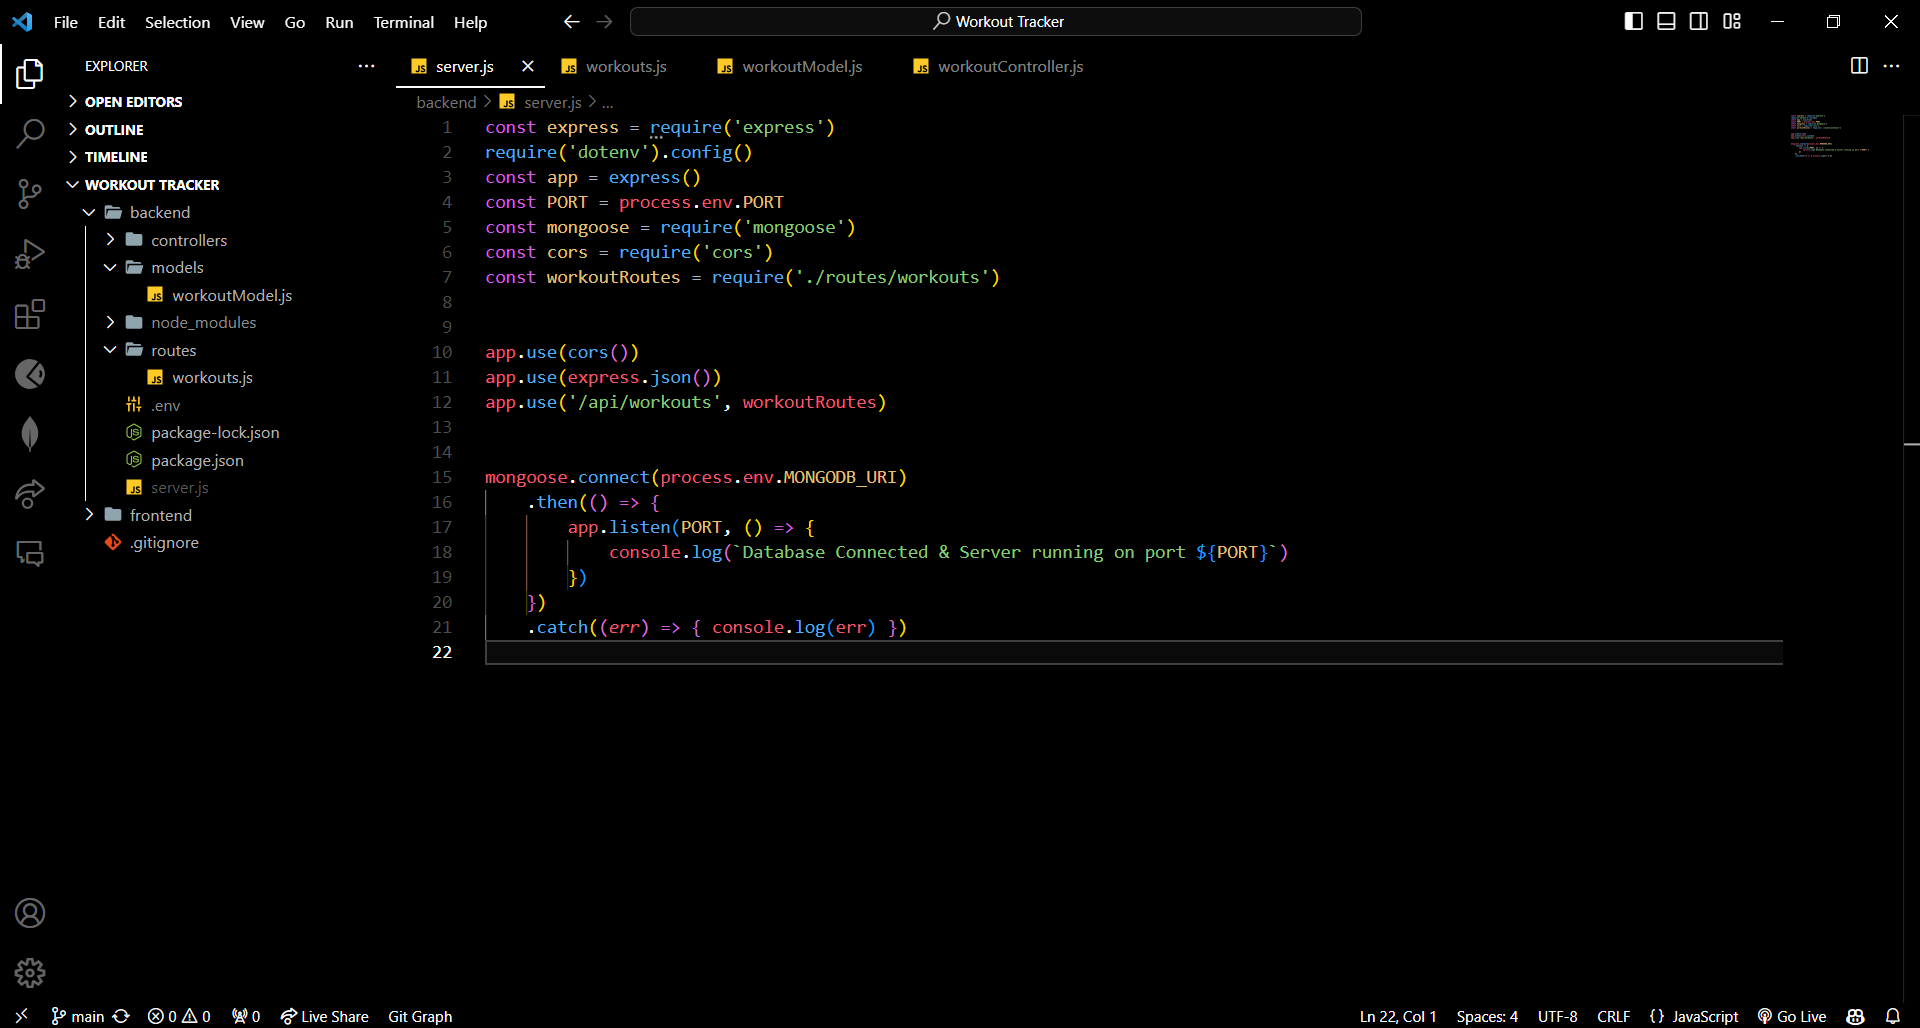 File Edit Selection View Go Run Terminal Help
Workout Tracker
EXPLORER
OPEN EDITORS
OUTLINE
TIMELINE
WORKOUT TRACKER
backend
controllers
models
JS workoutModel.js
node_modules
routes
JS workouts.js
.env
package-lock.json
package.json
JS server.js
frontend
.gitignore
JS server.js JS workouts.js JS workoutModel.js JS workoutController.js
backend > JS server.js > ...
1 const express = require('express')
2 require('dotenv').config()
3 const app = express()
4 const PORT = process.env.PORT
5 const mongoose = require('mongoose')
6 const cors = require('cors')
7 const workoutRoutes = require('./routes/workouts')
8
9
10 app.use(cors())
11 app.use(express.json())
12 app.use('/api/workouts', workoutRoutes)
13
14
15 mongoose.connect(process.env.MONGODB_URI)
16 .then(() => {
17 app.listen(PORT, () => {
18 console.log(`Database Connected & Server running on port ${PORT}`)
19 })
20 })
21 .catch((err) => { console.log(err) })
22
main 0 0 0 Live Share Git Graph
Ln 22, Col 1 Spaces: 4 UTF-8 CRLF {} JavaScript Go Live